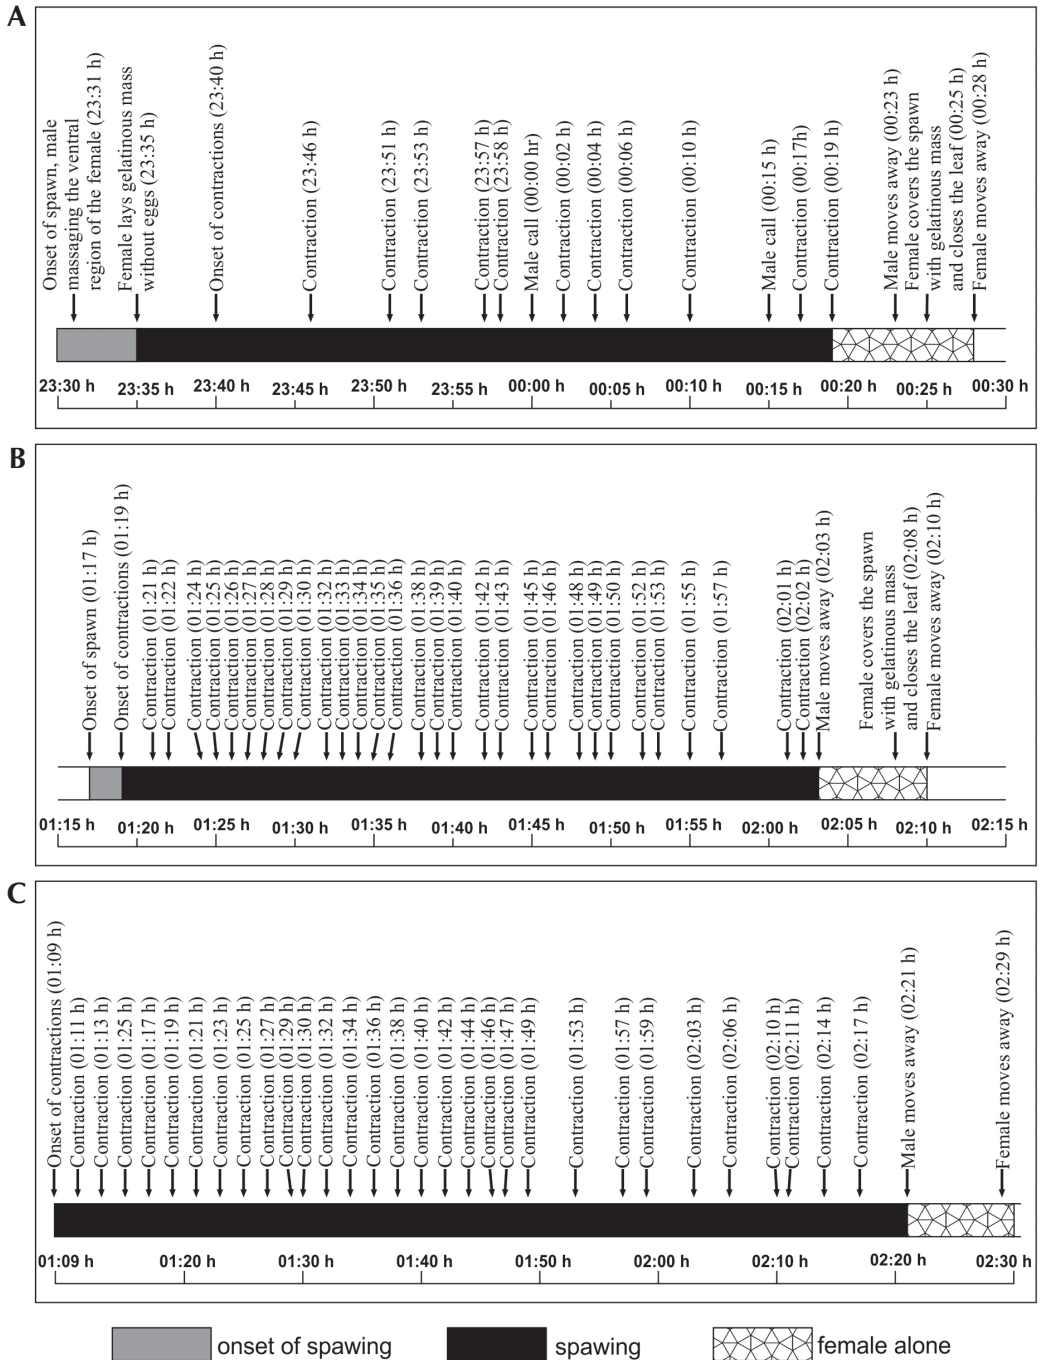 A
Onset of spawn, male
massaging the ventral
region of the female (23:31 h)
Female lays gelatinous mass
without eggs (23:35 h)
Onset of contractions (23:40 h)
Contraction (23:46 h)
Contraction (23:51 h)
Contraction (23:53 h)
Contraction (23:57 h)
Contraction (23:58 h)
Male call (00:00 hr)
Contraction (00:02 h)
Contraction (00:04 h)
Contraction (00:06 h)
Contraction (00:10 h)
Male call (00:15 h)
Contraction (00:17h)
Contraction (00:19 h)
Male moves away (00:23 h)
Female covers the spawn
with gelatinous mass
and closes the leaf (00:25 h)
Female moves away (00:28 h)
23:30 h 23:35 h 23:40 h 23:45 h 23:50 h 23:55 h 00:00 h 00:05 h 00:10 h 00:15 h 00:20 h 00:25 h 00:30 h
B
Onset of spawn (01:17 h)
Onset of contractions (01:19 h)
Contraction (01:21 h)
Contraction (01:22 h)
Contraction (01:24 h)
Contraction (01:25 h)
Contraction (01:26 h)
Contraction (01:27 h)
Contraction (01:28 h)
Contraction (01:29 h)
Contraction (01:30 h)
Contraction (01:32 h)
Contraction (01:33 h)
Contraction (01:34 h)
Contraction (01:35 h)
Contraction (01:36 h)
Contraction (01:38 h)
Contraction (01:39 h)
Contraction (01:40 h)
Contraction (01:42 h)
Contraction (01:43 h)
Contraction (01:45 h)
Contraction (01:46 h)
Contraction (01:48 h)
Contraction (01:49 h)
Contraction (01:50 h)
Contraction (01:52 h)
Contraction (01:53 h)
Contraction (01:55 h)
Contraction (01:57 h)
Contraction (02:01 h)
Contraction (02:02 h)
Male moves away (02:03 h)
Female covers the spawn
with gelatinous mass
and closes the leaf (02:08 h)
Female moves away (02:10 h)
01:15 h 01:20 h 01:25 h 01:30 h 01:35 h 01:40 h 01:45 h 01:50 h 01:55 h 02:00 h 02:05 h 02:10 h 02:15 h
C
Onset of contractions (01:09 h)
Contraction (01:11 h)
Contraction (01:13 h)
Contraction (01:25 h)
Contraction (01:17 h)
Contraction (01:19 h)
Contraction (01:21 h)
Contraction (01:23 h)
Contraction (01:25 h)
Contraction (01:27 h)
Contraction (01:29 h)
Contraction (01:30 h)
Contraction (01:32 h)
Contraction (01:34 h)
Contraction (01:36 h)
Contraction (01:38 h)
Contraction (01:40 h)
Contraction (01:42 h)
Contraction (01:44 h)
Contraction (01:46 h)
Contraction (01:47 h)
Contraction (01:49 h)
Contraction (01:53 h)
Contraction (01:57 h)
Contraction (01:59 h)
Contraction (02:03 h)
Contraction (02:06 h)
Contraction (02:10 h)
Contraction (02:11 h)
Contraction (02:14 h)
Contraction (02:17 h)
Male moves away (02:21 h)
Female moves away (02:29 h)
01:09 h 01:20 h 01:30 h 01:40 h 01:50 h 02:00 h 02:10 h 02:20 h 02:30 h
onset of spawing spawing female alone